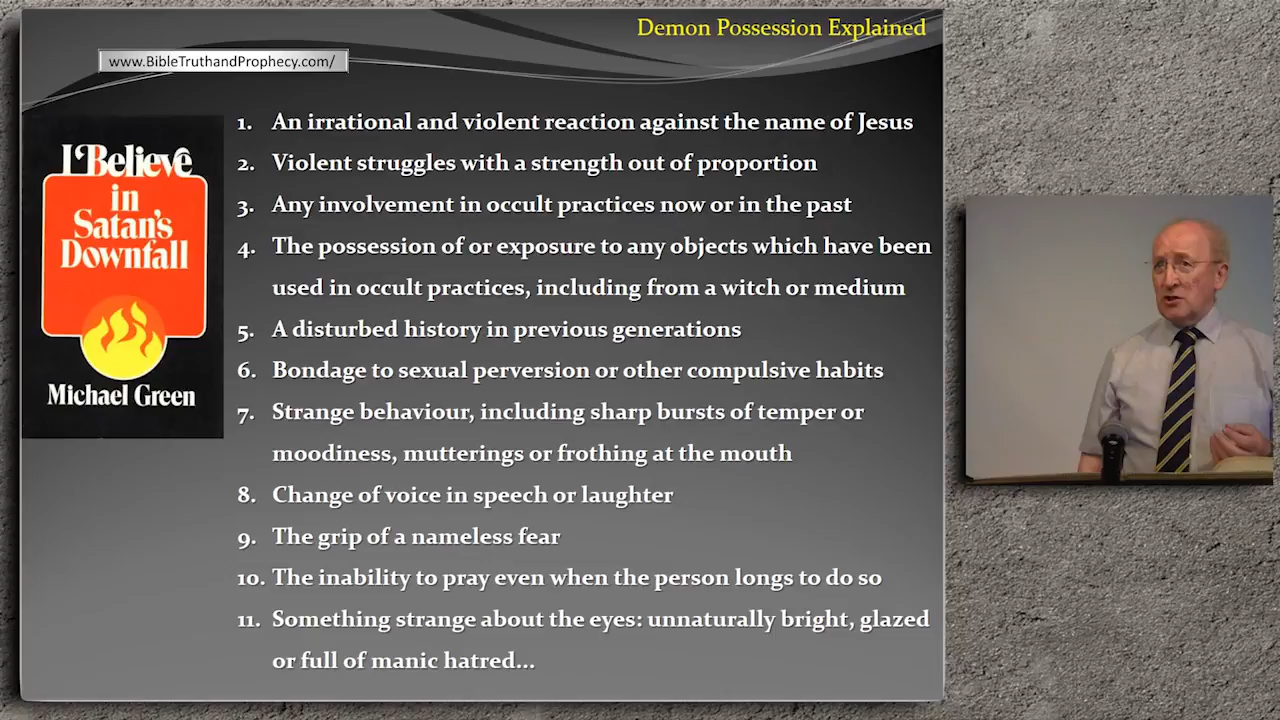 Demon Possession Explained
www.BibleTruthandProphecy.com/
I Believe
in
Satan's
Downfall
Michael Green
1. An irrational and violent reaction against the name of Jesus
2. Violent struggles with a strength out of proportion
3. Any involvement in occult practices now or in the past
4. The possession of or exposure to any objects which have been
used in occult practices, including from a witch or medium
5. A disturbed history in previous generations
6. Bondage to sexual perversion or other compulsive habits
7. Strange behaviour, including sharp bursts of temper or
moodiness, mutterings or frothing at the mouth
8. Change of voice in speech or laughter
9. The grip of a nameless fear
10. The inability to pray even when the person longs to do so
11. Something strange about the eyes: unnaturally bright, glazed
or full of manic hatred...